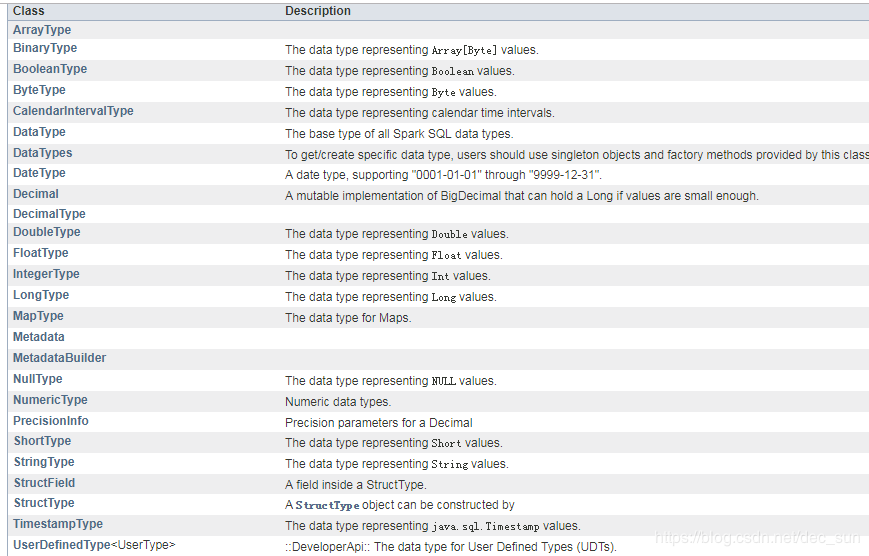 Class Description
ArrayType
BinaryType The data type representing Array[Byte] values.
BooleanType The data type representing Boolean values.
ByteType The data type representing Byte values.
CalendarIntervalType The data type representing calendar time intervals.
DataType The base type of all Spark SQL data types.
DataTypes To get/create specific data type, users should use singleton objects and factory methods provided by this class
DateType A date type, supporting "0001-01-01" through "9999-12-31".
Decimal A mutable implementation of BigDecimal that can hold a Long if values are small enough.
DecimalType
DoubleType The data type representing Double values.
FloatType The data type representing Float values.
IntegerType The data type representing Int values.
LongType The data type representing Long values.
MapType The data type for Maps.
Metadata
MetadataBuilder
NullType The data type representing NULL values.
NumericType Numeric data types.
PrecisionInfo Precision parameters for a Decimal
ShortType The data type representing Short values.
StringType The data type representing String values.
StructField A field inside a StructType.
StructType A StructType object can be constructed by
TimestampType The data type representing java.sql.Timestamp values.
UserDefinedType<UserType> ::DeveloperApi:: The data type for User Defined Types (UDTs).
https://blog.csdn.net/dec_sun